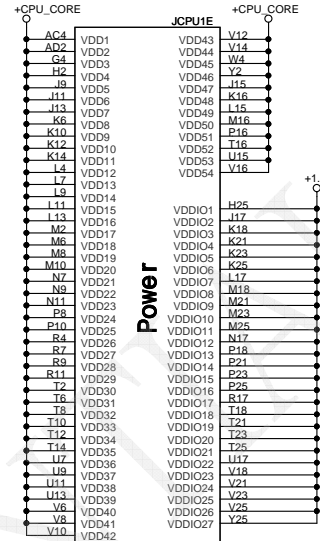 +CPU_CORE +CPU_CORE
JCPU1E
AC4 VDD1 VDD43 V12
AD2 VDD2 VDD44 V14
G4 VDD3 VDD45 W4
H2 VDD4 VDD46 Y2
J9 VDD5 VDD47 J15
J11 VDD6 VDD48 K16
J13 VDD7 VDD49 L15
K6 VDD8 VDD50 M16
K10 VDD9 VDD51 P16
K12 VDD10 VDD52 T16
K14 VDD11 VDD53 U15
L4 VDD12 VDD54 V16
L7 VDD13 +1.
L9 VDD14
L11 VDD15 VDDIO1 H25
L13 VDD16 VDDIO2 J17
M2 VDD17 VDDIO3 K18
M6 VDD18 VDDIO4 K21
M8 VDD19 VDDIO5 K23
M10 VDD20 VDDIO6 K25
N7 VDD21 VDDIO7 L17
N9 VDD22 VDDIO8 M18
N11 VDD23 VDDIO9 M21
P8 VDD24 VDDIO10 M23
P10 VDD25 VDDIO11 M25
R4 VDD26 VDDIO12 N17
R7 VDD27 VDDIO13 P18
R9 VDD28 VDDIO14 P21
R11 VDD29 VDDIO15 P23
T2 VDD30 VDDIO16 P25
T6 VDD31 VDDIO17 R17
T8 VDD32 VDDIO18 T18
T10 VDD33 VDDIO19 T21
T12 VDD34 VDDIO20 T23
T14 VDD35 VDDIO21 T25
U7 VDD36 VDDIO22 U17
U9 VDD37 VDDIO23 V18
U11 VDD38 VDDIO24 V21
U13 VDD39 VDDIO25 V23
V6 VDD40 VDDIO26 V25
V8 VDD41 VDDIO27 Y25
V10 VDD42
Power